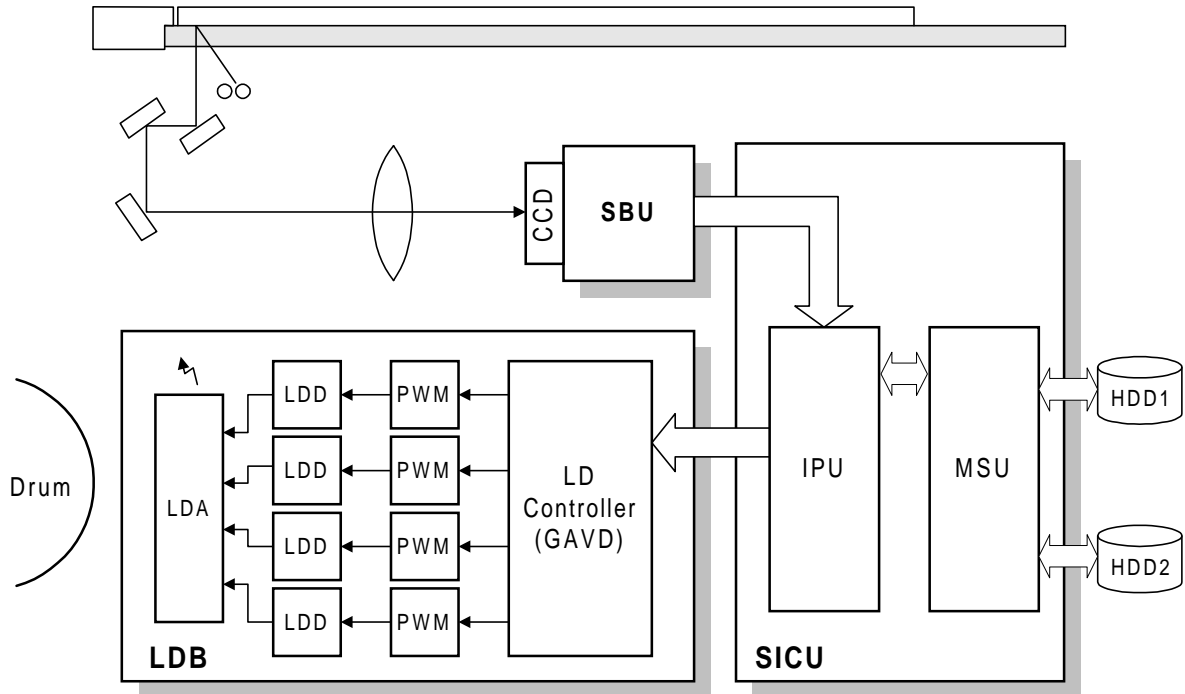 CCD
SBU
LDD
PWM
LDD
PWM
LDD
PWM
LDD
PWM
LDA
LD
Controller
(GAVD)
Drum
LDB
IPU
MSU
SICU
HDD1
HDD2